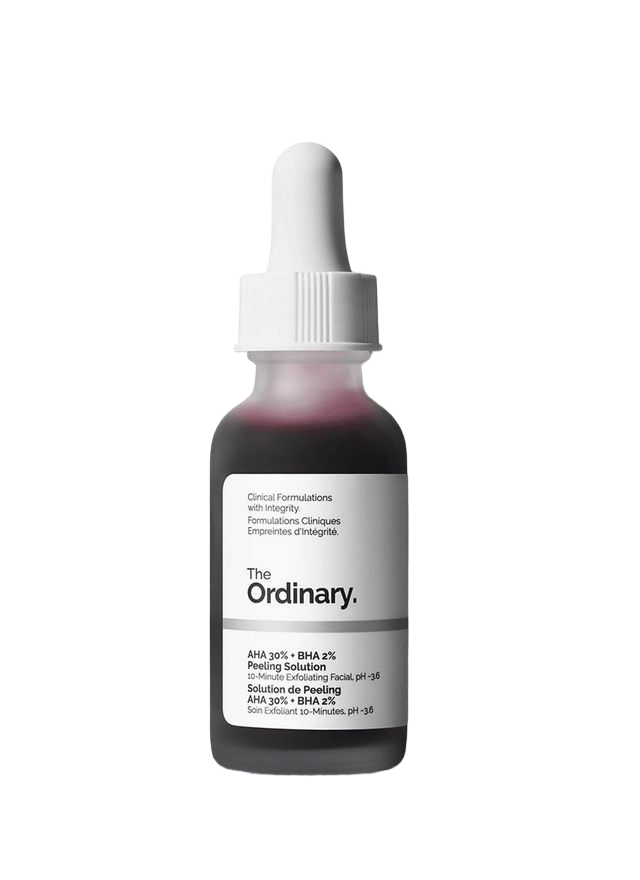 Clinical Formulations
with Integrity.
Formulations Cliniques
Empreintes d'Intégrité.
The
Ordinary.
AHA 30% + BHA 2%
Peeling Solution
10-Minute Exfoliating Facial, pH ~3.6
Solution de Peeling
AHA 30% + BHA 2%
Soin Exfoliant 10-Minutes, pH ~3.6